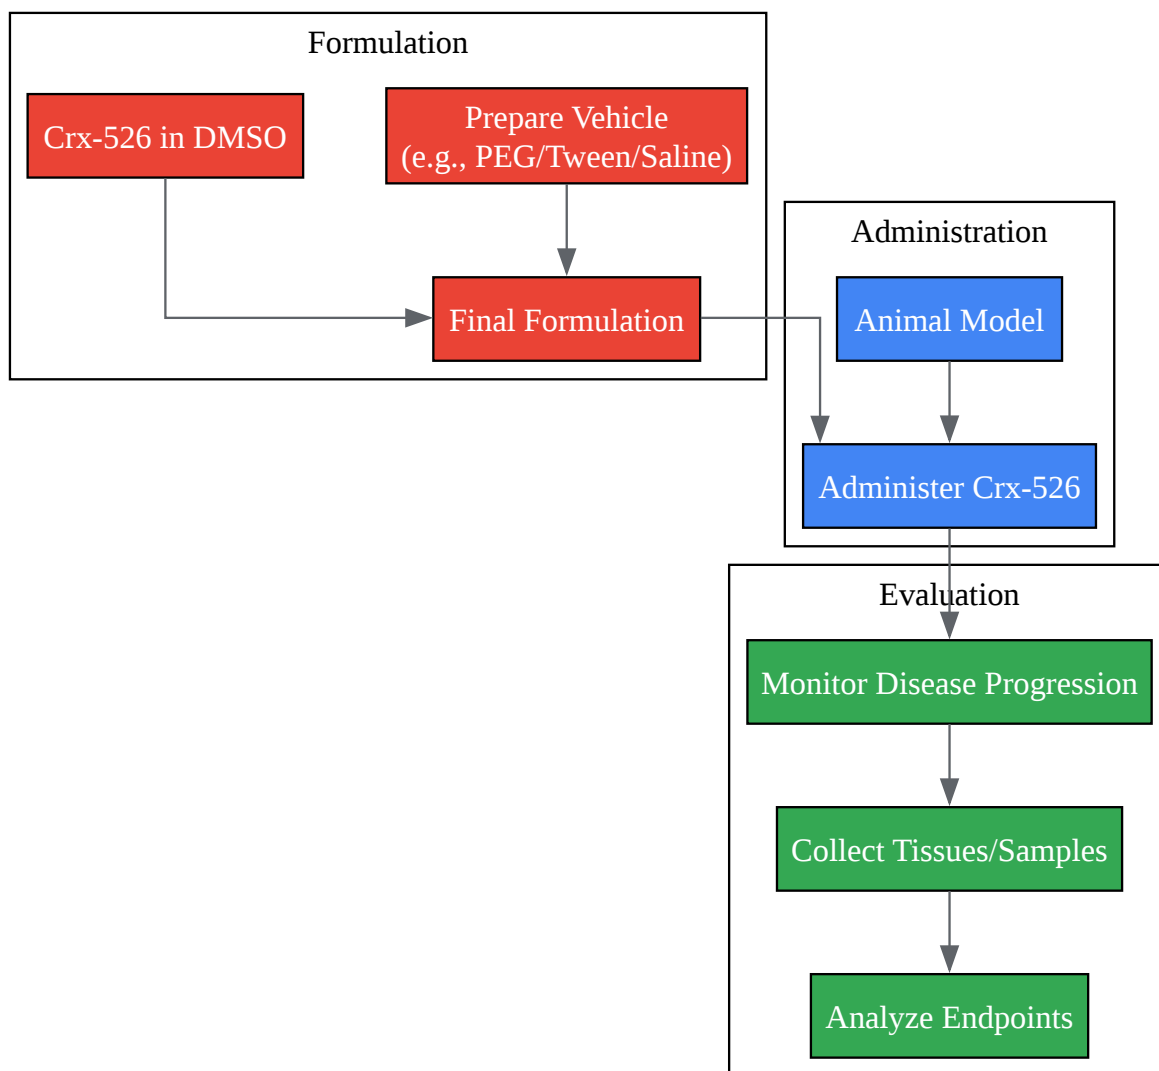 Formulation
Crx-526 in DMSO
Prepare Vehicle
(e.g., PEG/Tween/Saline)
Final Formulation
Administration
Animal Model
Administer Crx-526
Evaluation
Monitor Disease Progression
Collect Tissues/Samples
Analyze Endpoints